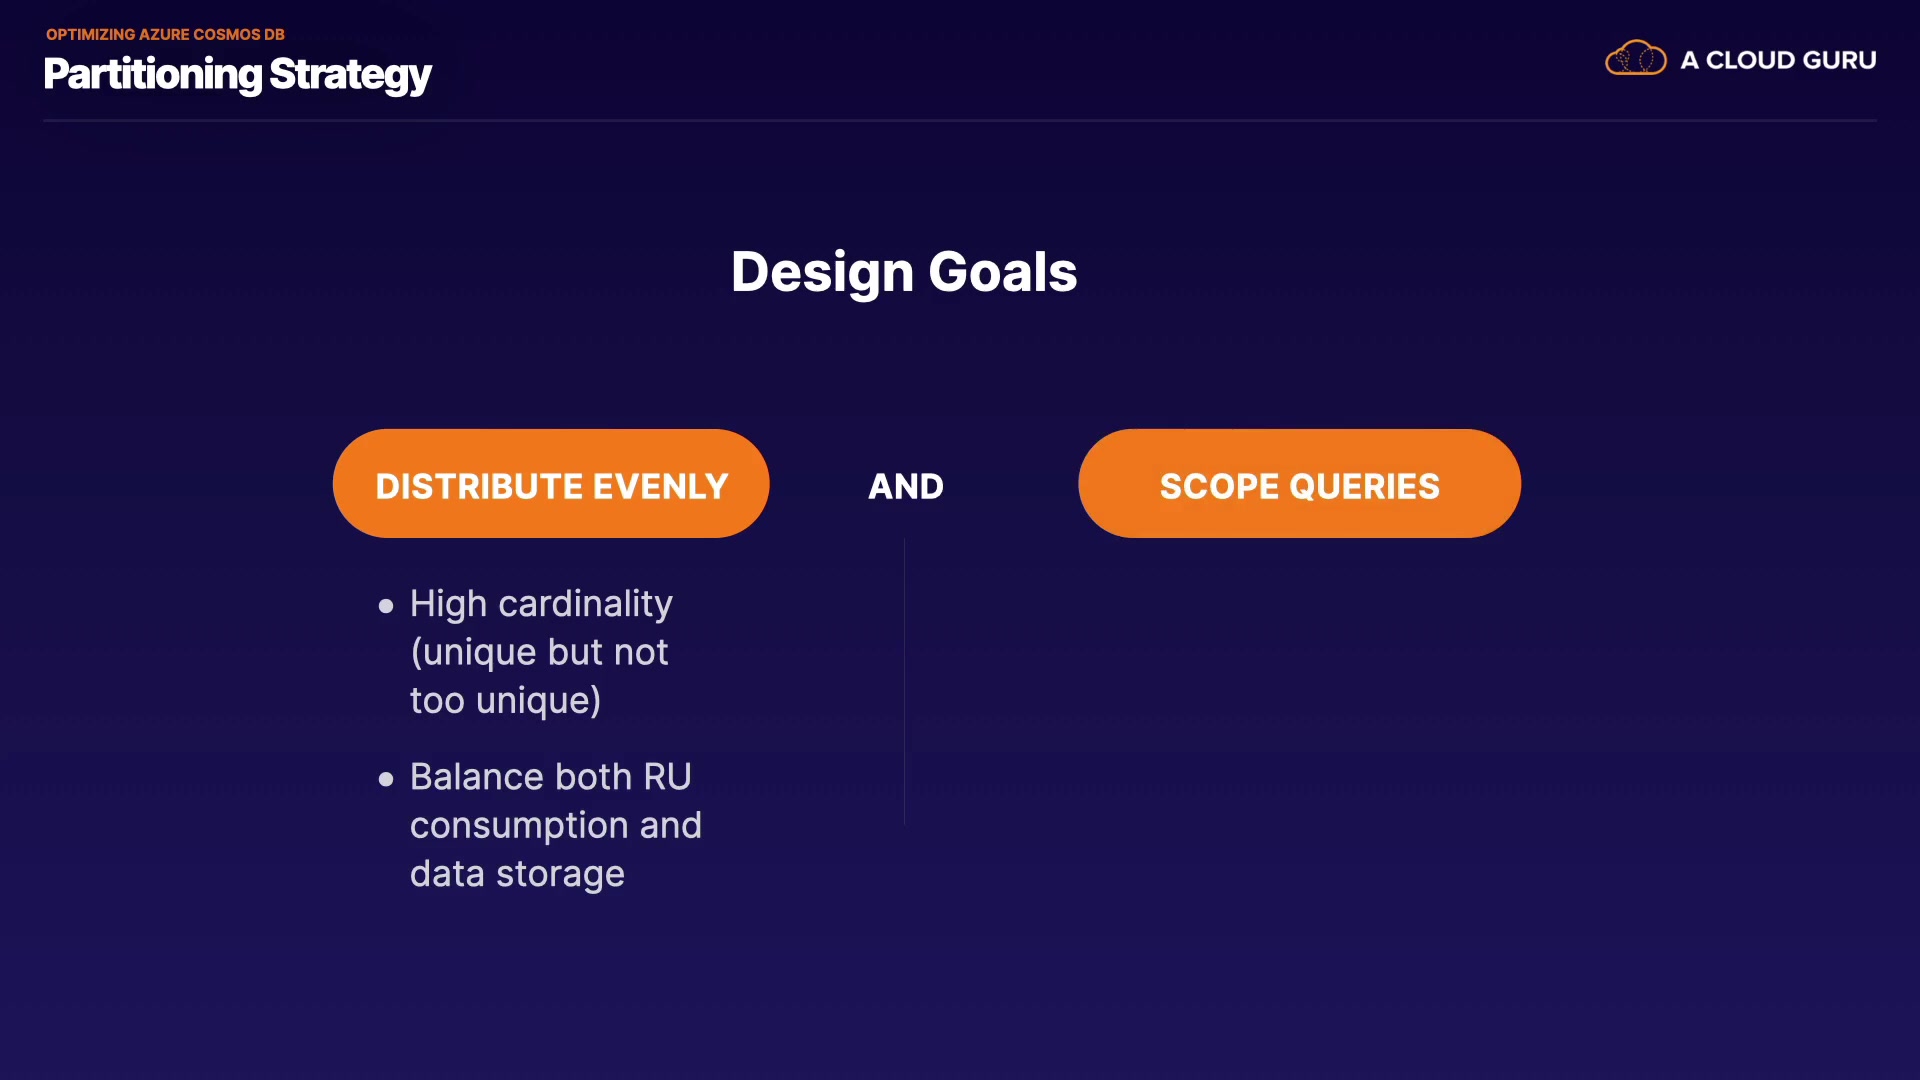 OPTIMIZING AZURE COSMOS DB
Partitioning Strategy
A CLOUD GURU
Design Goals
DISTRIBUTE EVENLY
AND
SCOPE QUERIES
● High cardinality
(unique but not
too unique)
● Balance both RU
consumption and
data storage